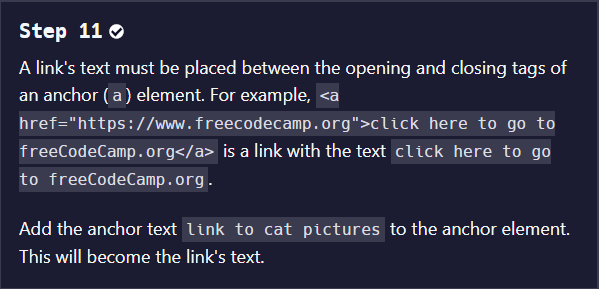 Step 11
A link's text must be placed between the opening and closing tags of
an anchor (a) element. For example, <a
href="https://www.freecodecamp.org">click here to go to
freeCodeCamp.org</a> is a link with the text click here to go
to freeCodeCamp.org.
Add the anchor text link to cat pictures to the anchor element.
This will become the link's text.